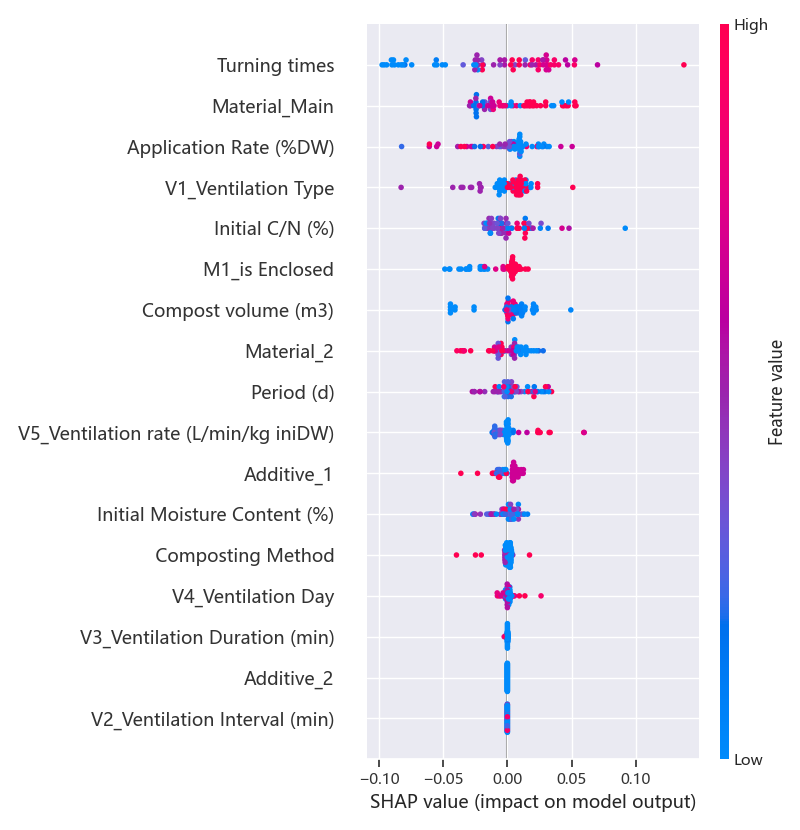 High
Turning times
Material_Main
Application Rate (%DW)
V1_Ventilation Type
Initial C/N (%)
M1_is Enclosed
Compost volume (m3)
Material_2
Period (d)
V5_Ventilation rate (L/min/kg iniDW)
Additive_1
Initial Moisture Content (%)
Composting Method
V4_Ventilation Day
V3_Ventilation Duration (min)
Additive_2
V2_Ventilation Interval (min)
Feature value
Low
−0.10 −0.05 0.00 0.05 0.10
SHAP value (impact on model output)